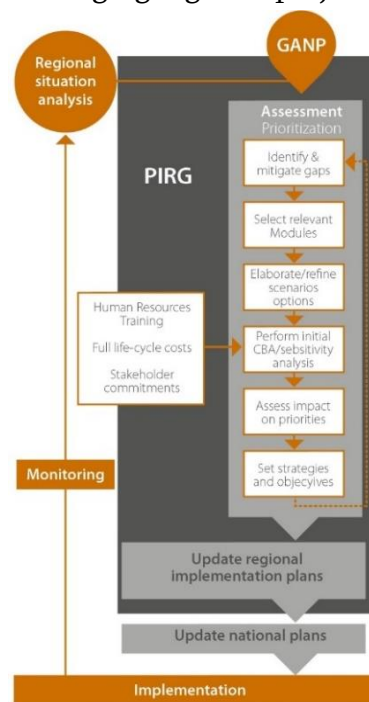 GANP
Regional
situation
analysis
Assessment
Prioritization
Identify &
mitigate gaps
PIRG
Select relevant
Modules
Elaborate/refine
scenarios
options
Human Resources
Training
Full life-cycle costs
Stakeholder
commitments
Perform initial
CBA/sebsitivity
analysis
Assess impact
on priorities
Set strategies
and objecyives
Monitoring
Update regional
implementation plans
Update national plans
Implementation